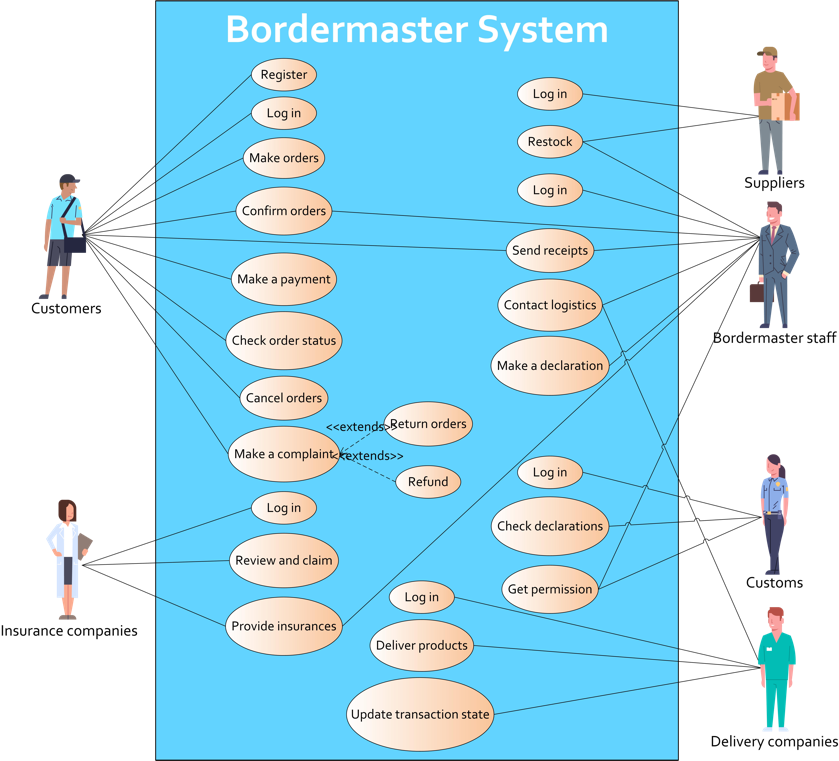 Bordermaster System
Register
Log in
Make orders
Confirm orders
Make a payment
Check order status
Cancel orders
Make a complaint
<<extends>>
Return orders
<<extends>>
Refund
Log in
Review and claim
Provide insurances
Log in
Restock
Log in
Send receipts
Contact logistics
Make a declaration
Log in
Check declarations
Get permission
Log in
Deliver products
Update transaction state
Customers
Insurance companies
Suppliers
Bordermaster staff
Customs
Delivery companies